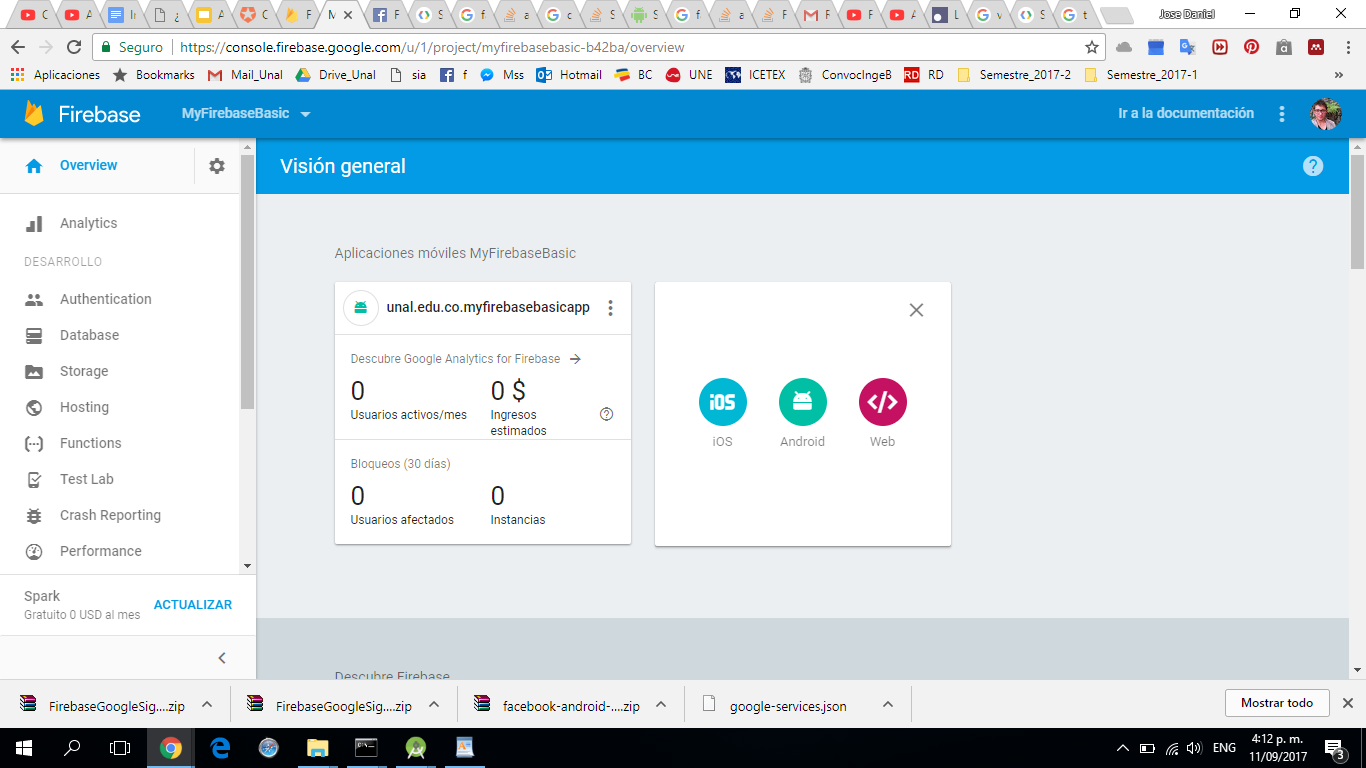 Jose Daniel
Seguro
https://console.firebase.google.com/u/1/project/myfirebasebasic-b42ba/overview
Aplicaciones Bookmarks Mail_Unal Drive_Unal sia f Mss Hotmail BC UNE ICETEX ConvocIngeB RD Semestre_2017-2 Semestre_2017-1 »
Firebase MyFirebaseBasic Ir a la documentación
Overview
Visión general
Analytics
DESARROLLO
Authentication
Database
Storage
Hosting
Functions
Test Lab
Crash Reporting
Performance
Spark
Gratuito 0 USD al mes
ACTUALIZAR
Aplicaciones móviles MyFirebaseBasic
unal.edu.co.myfirebasebasicapp
Descubre Google Analytics for Firebase
0 0 $
Usuarios activos/mes Ingresos
estimados
Bloqueos (30 días)
0 0
Usuarios afectados Instancias
iOS
iOS Android Web
Descubre Firebase
FirebaseGoogleSig....zip FirebaseGoogleSig....zip facebook-android-....zip google-services.json Mostrar todo
ENG
4:12 p. m.
11/09/2017
3